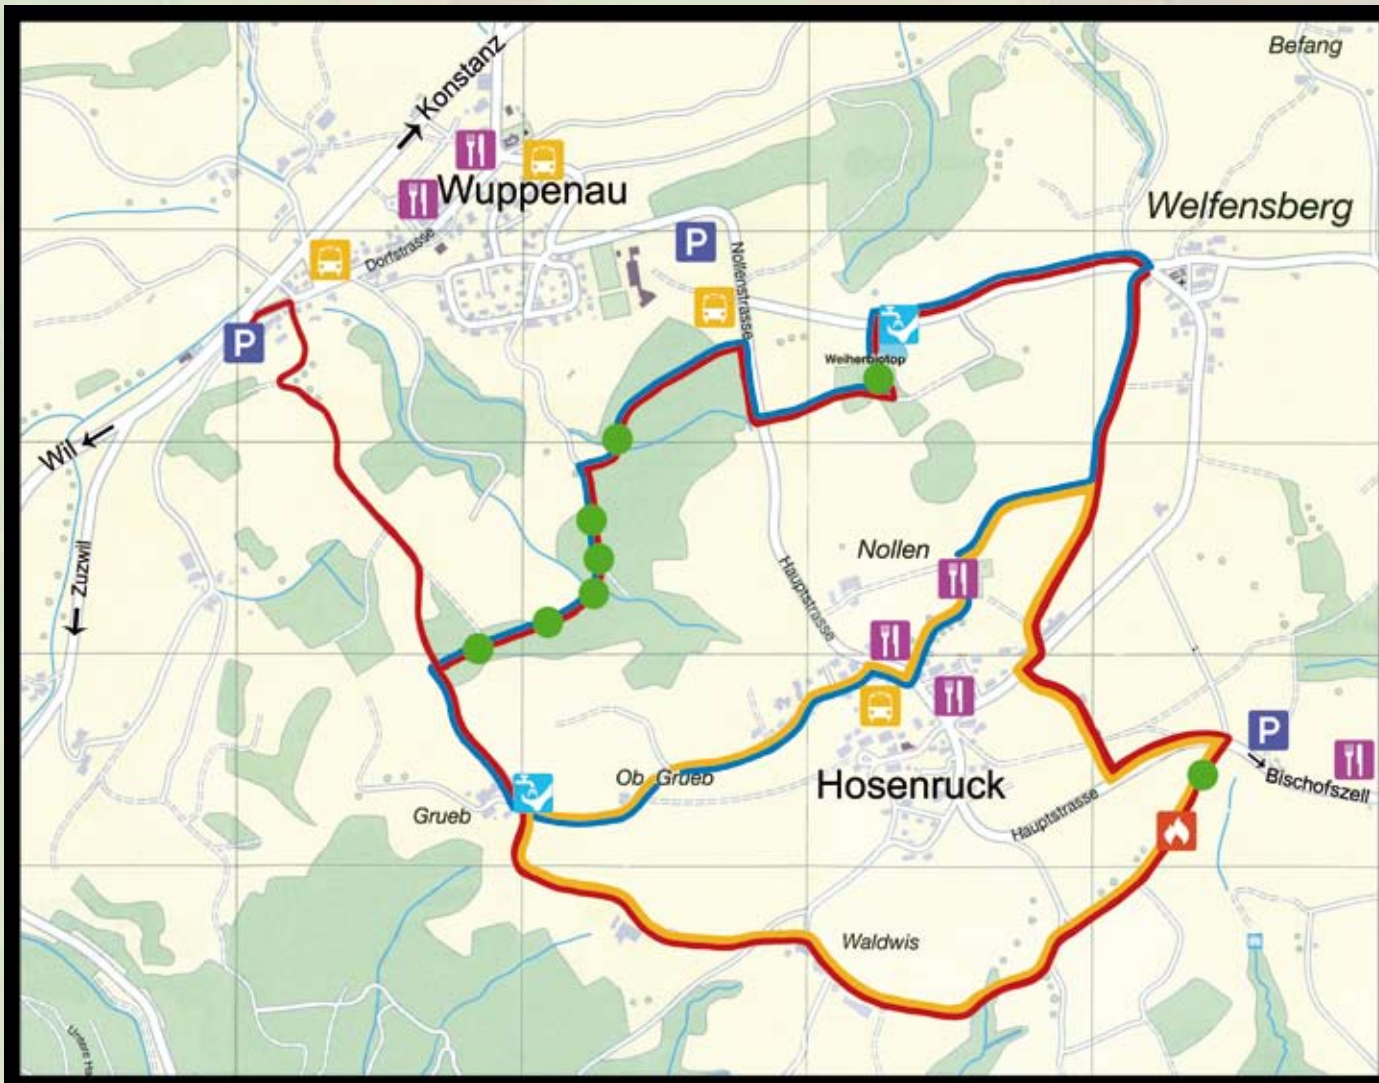 Befang
Konstanz
Wuppenau
Welfensberg
Dorfstrasse
P
Nollenstrasse
P
Weiherbiotop
Wil
Zuzwil
Nollen
Hauptstrasse
P
Bischofszell
Ob. Grueb
Hosenruck
Grueb
Hauptstrasse
Waldwis